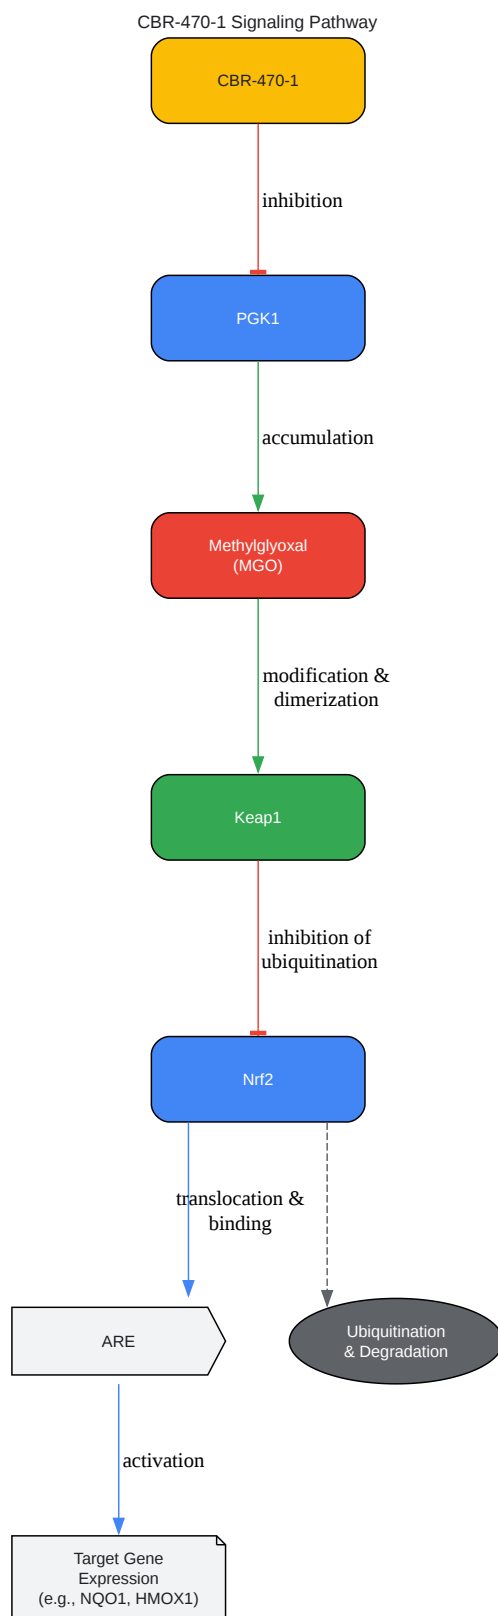 CBR-470-1 Signaling Pathway
CBR-470-1
inhibition
PGK1
accumulation
Methylglyoxal
(MGO)
modification &
dimerization
Keap1
inhibition of
ubiquitination
Nrf2
translocation &
binding
ARE
Ubiquitination
& Degradation
activation
Target Gene
Expression
(e.g., NQO1, HMOX1)